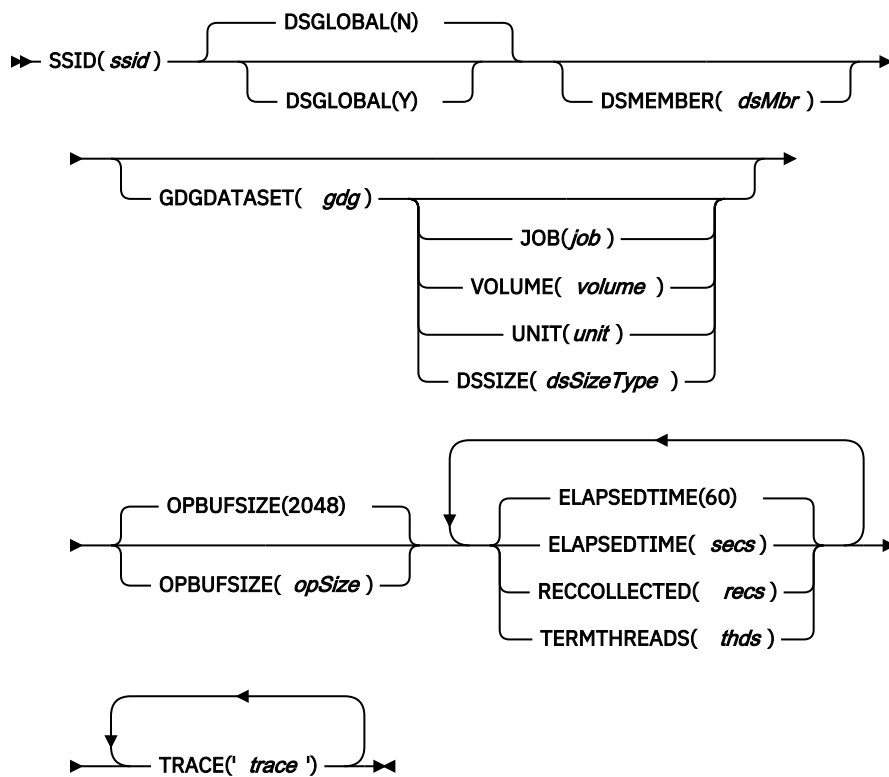 DSGLOBAL(N)
SSID( ssid )
DSGLOBAL(Y)
DSMEMBER( dsMbr )
GDGDATASET( gdg )
JOB( job )
VOLUME( volume )
UNIT( unit )
DSSIZE( dsSizeType )
OPBUFSIZE(2048)
OPBUFSIZE( opSize )
ELAPSEDTIME(60)
ELAPSEDTIME( secs )
RECCOLLECTED( recs )
TERMTHREADS( thds )
TRACE(' trace ')